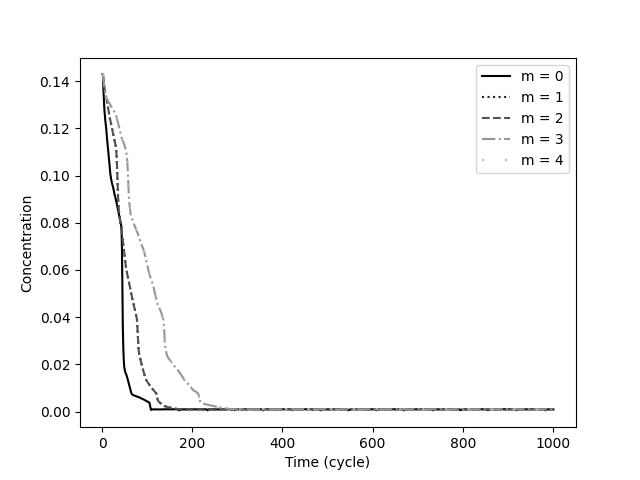 m = 0
m = 1
m = 2
m = 3
m = 4
0.14
0.12
0.10
0.08
0.06
0.04
0.02
0.00
Concentration
0 200 400 600 800 1000
Time (cycle)